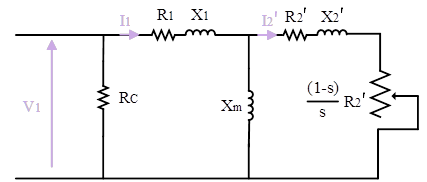 I1 R1 X1 I2' R2' X2'
V1 RC Xm (1-s)
s R2'